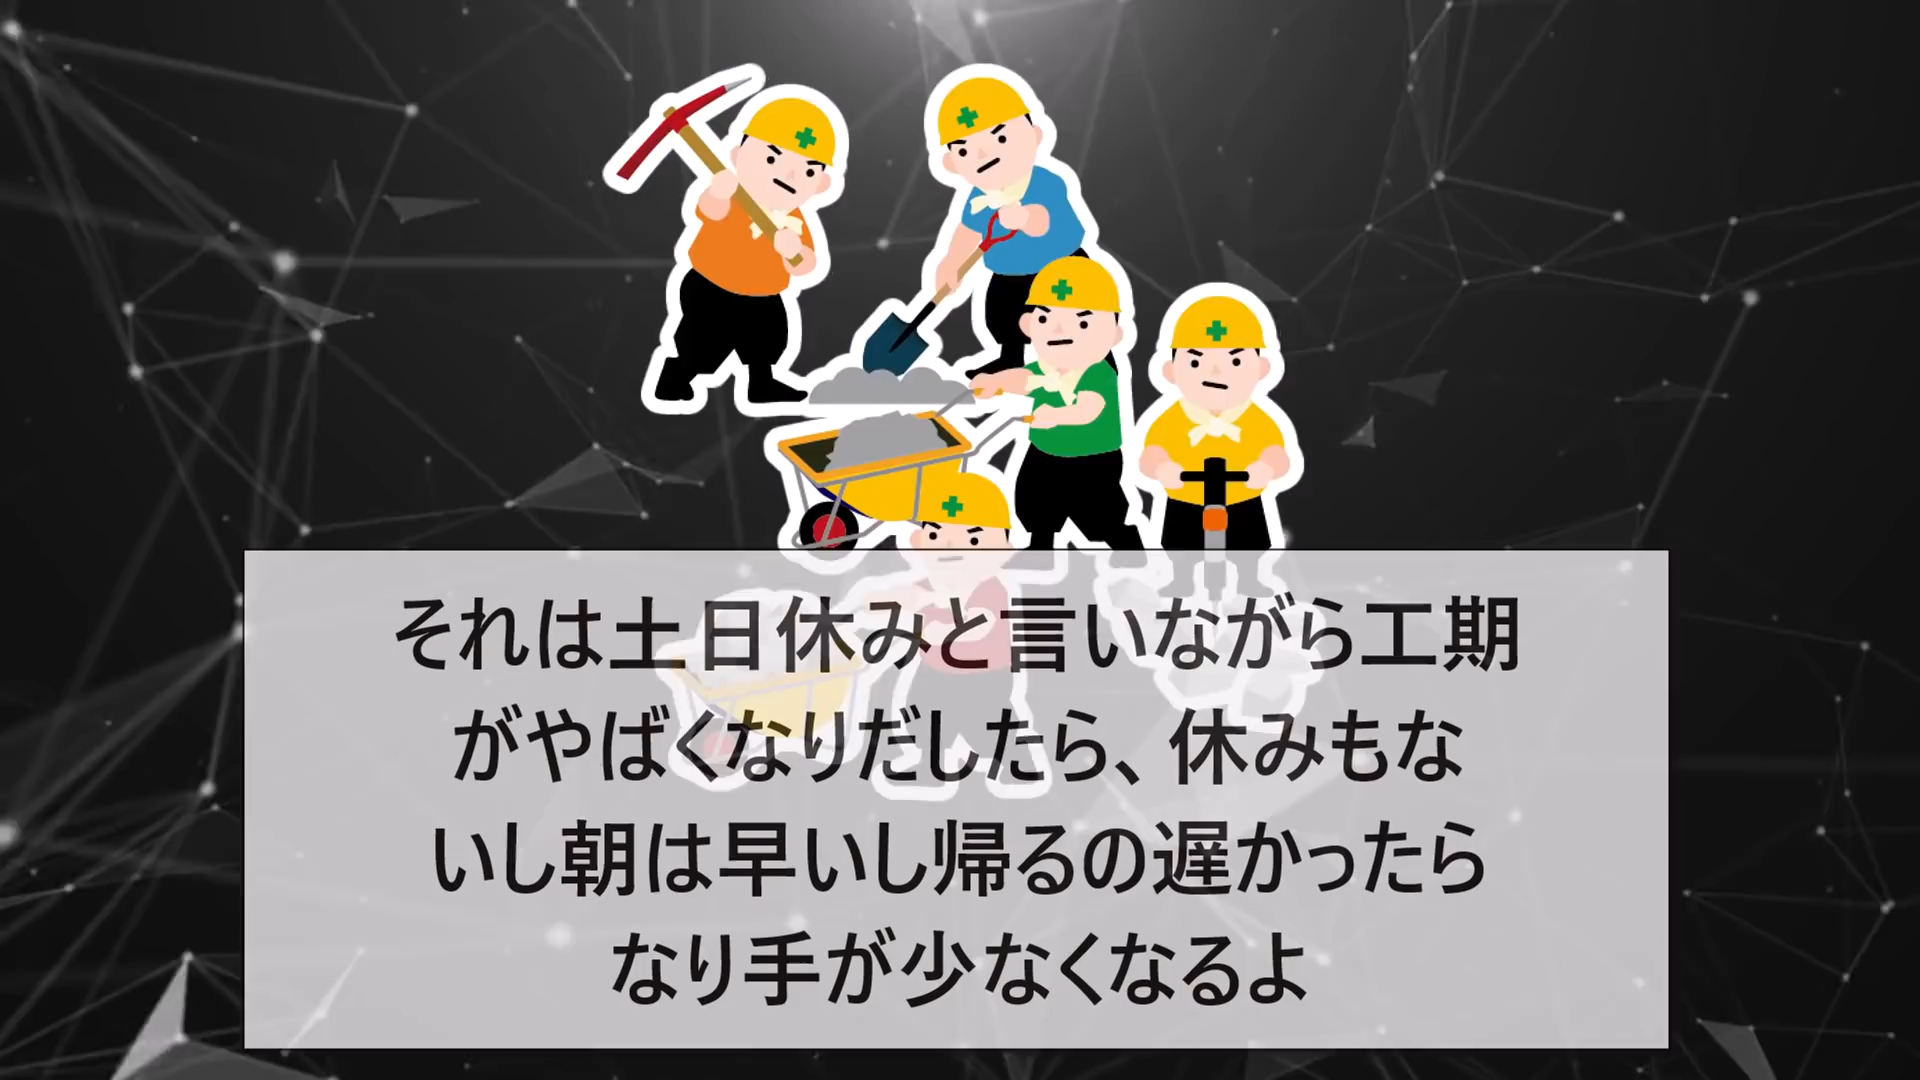 それは土日休みと言いながら工期
がやばくなりだしたら、休みもな
いし朝は早いし帰るの遅かったら
なり手が少なくなるよ